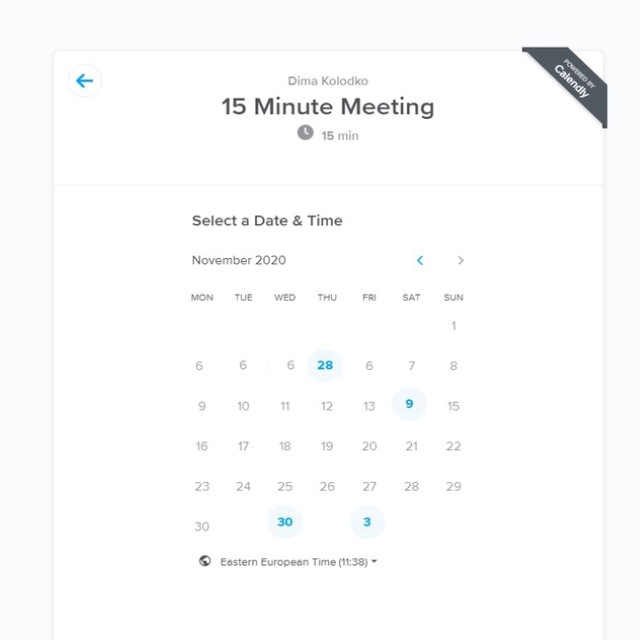 POWERED BY
Calendly
Dima Kolodko
15 Minute Meeting
15 min
Select a Date & Time
November 2020
MON TUE WED THU FRI SAT SUN
1
6 6 6 28 6 7 8
9 10 11 12 13 9 15
16 17 18 19 20 21 22
23 24 25 26 27 28 29
30 30 3
Eastern European Time (11:38)